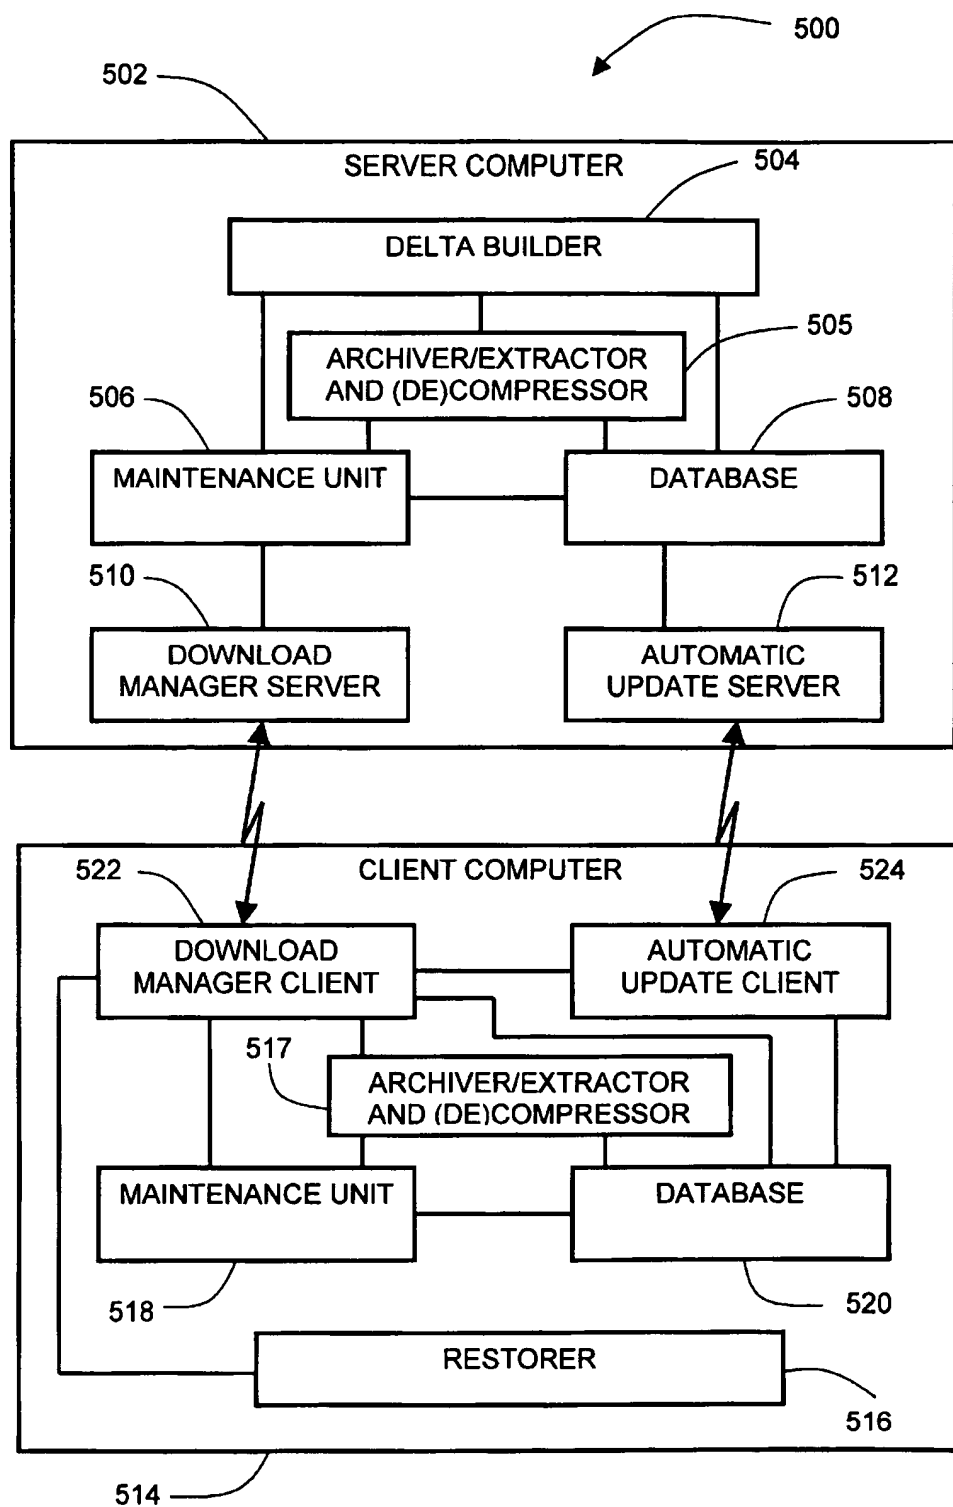 500
502
SERVER COMPUTER
504
DELTA BUILDER
505
ARCHIVER/EXTRACTOR
AND (DE)COMPRESSOR
506
508
MAINTENANCE UNIT
DATABASE
510
512
DOWNLOAD
MANAGER SERVER
AUTOMATIC
UPDATE SERVER
522
CLIENT COMPUTER
524
DOWNLOAD
MANAGER CLIENT
AUTOMATIC
UPDATE CLIENT
517
ARCHIVER/EXTRACTOR
AND (DE)COMPRESSOR
MAINTENANCE UNIT
DATABASE
518
520
RESTORER
516
514